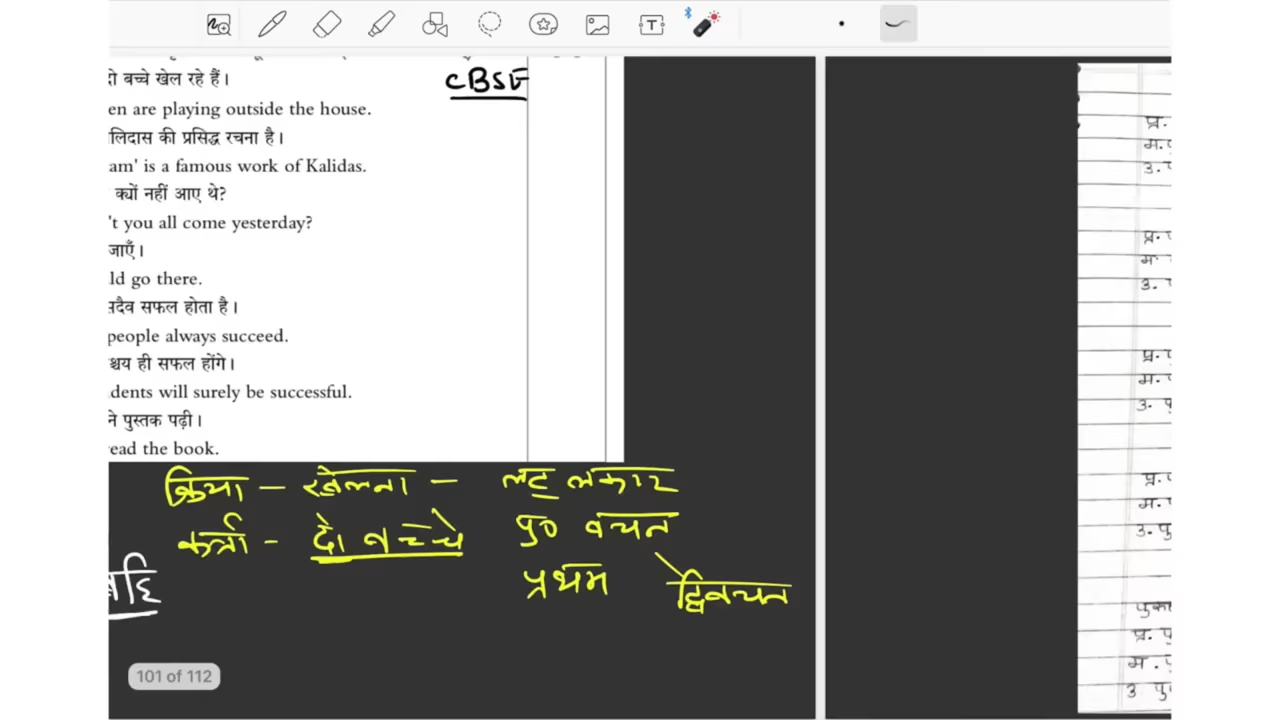 दो बच्चे खेल रहे हैं।
CBSE
en are playing outside the house.
लिदास की प्रसिद्ध रचना है।
am' is a famous work of Kalidas.
क्यों नहीं आए थे?
't you all come yesterday?
जाएँ।
ld go there.
सदैव सफल होता है।
people always succeed.
श्चय ही सफल होंगे।
dents will surely be successful.
ने पुस्तक पढ़ी।
ead the book.
क्रिया - खेलना - लट् लकार
कर्त्ता - दो बच्चे पु० वचन
प्रथम द्विवचन
बहि
101 of 112
प्र.
म.
उ.
प्र.
म.
उ.
प्र.
म.
उ.
प्र.
म.
उ.
प्र.
म.
उ